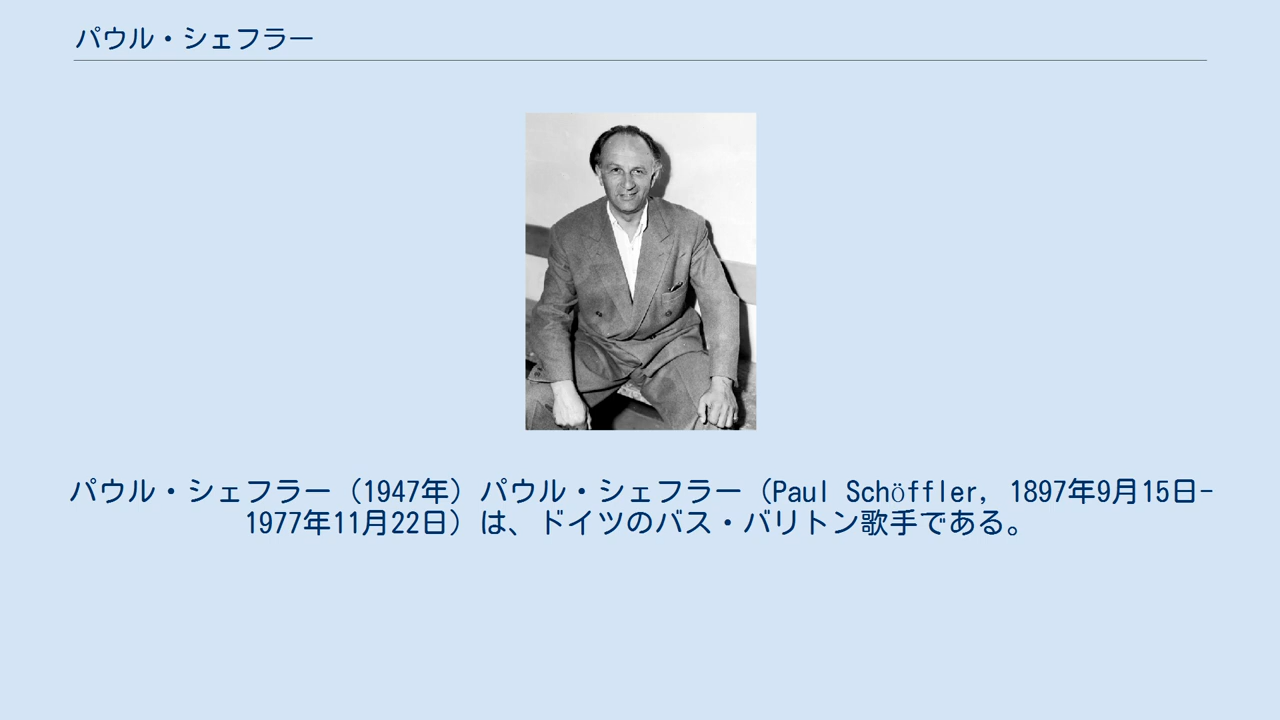 パウル・シェフラー
パウル・シェフラー（1947年）パウル・シェフラー（Paul Schöffler, 1897年9月15日-
1977年11月22日）は、ドイツのバス・バリトン歌手である。